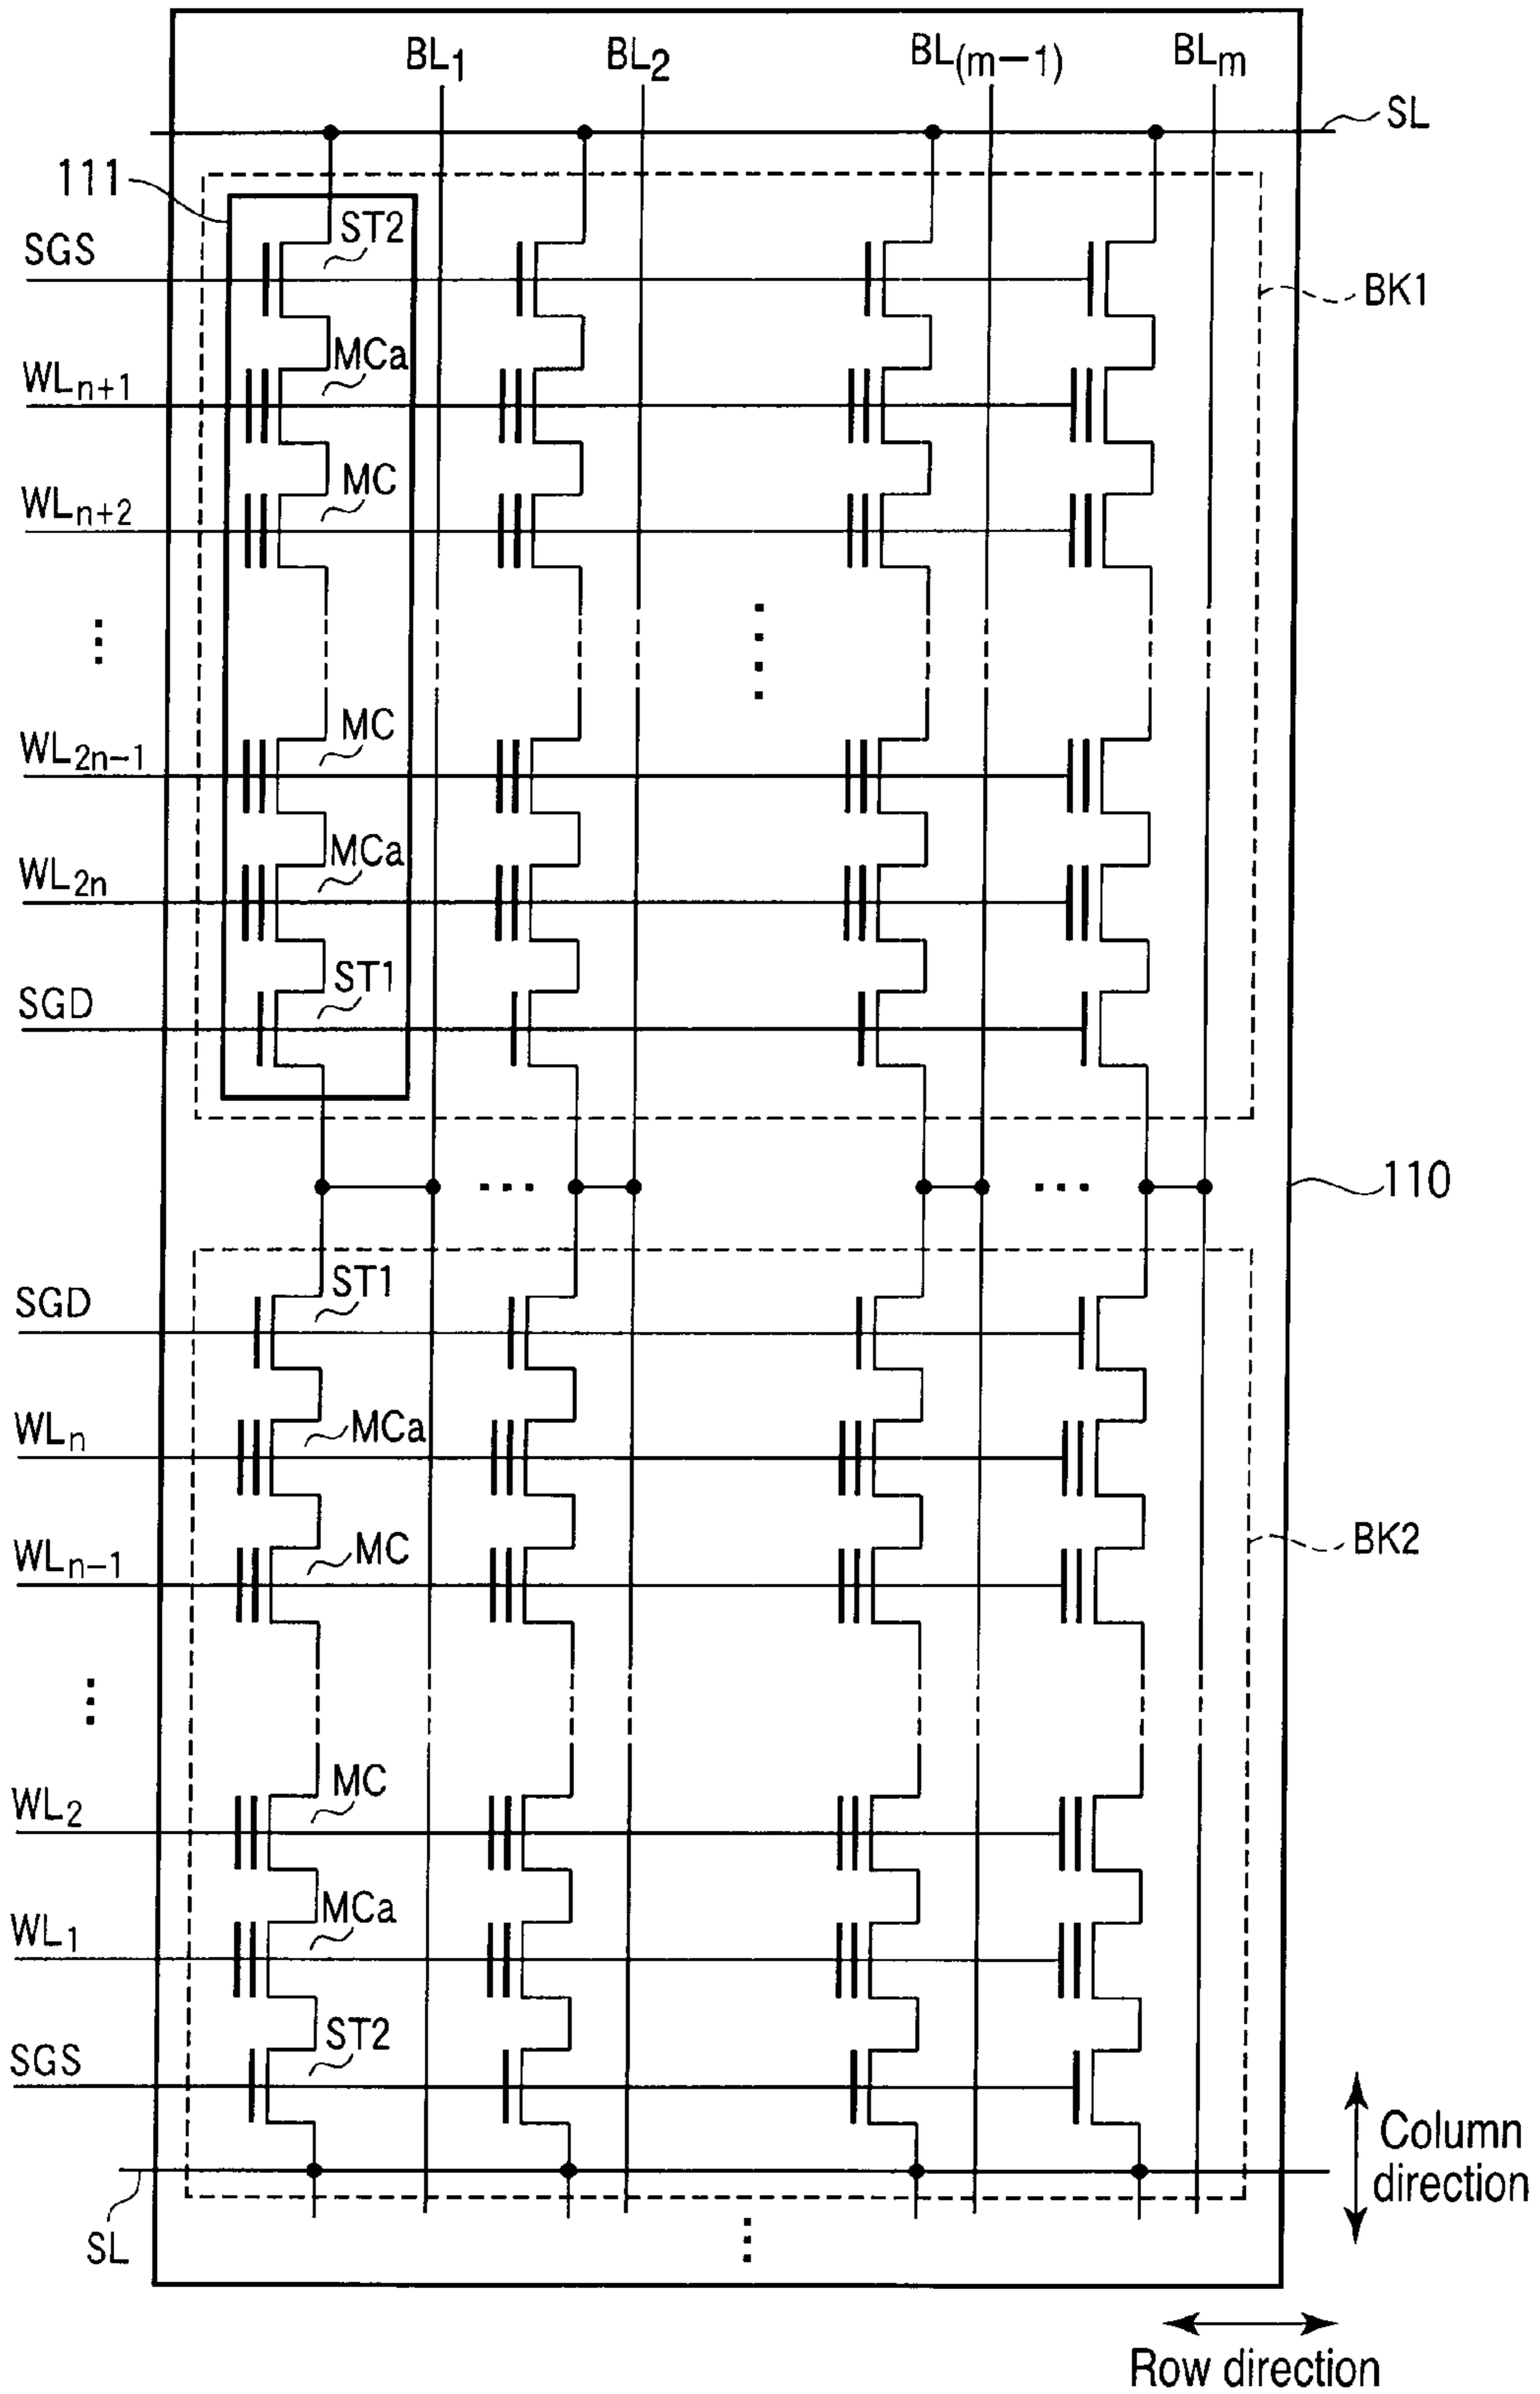 BL1 BL2 BL(m−1) BLm
SL
111
ST2
SGS
BK1
MCa
WLn+1
MC
WLn+2
MC
WL2n−1
MCa
WL2n
ST1
SGD
110
ST1
SGD
MCa
WLn
MC
WLn−1
BK2
MC
WL2
MCa
WL1
ST2
SGS
Column
direction
SL
Row direction